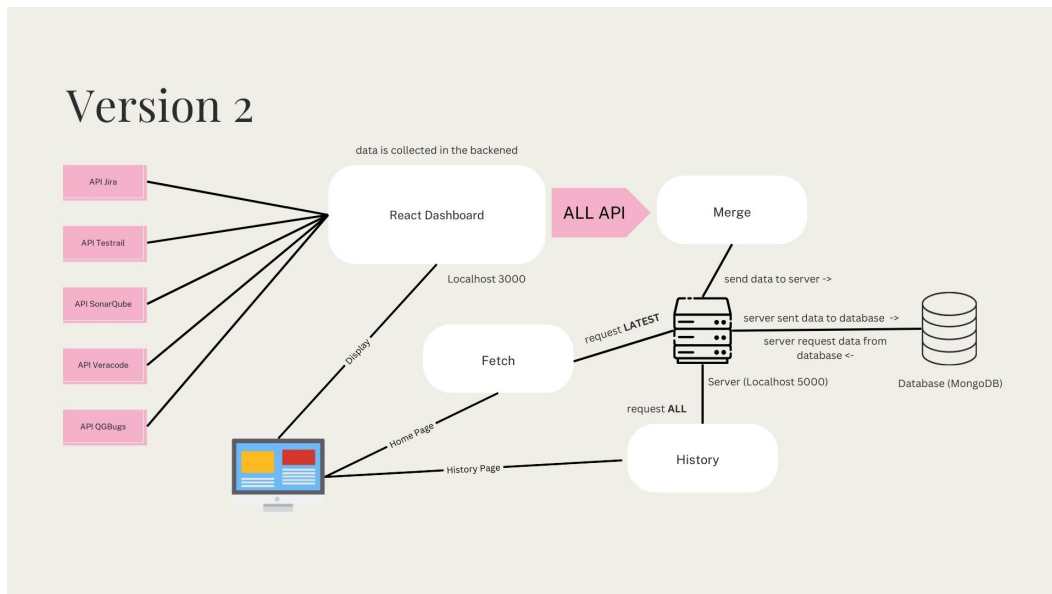 Version 2
data is collected in the backened
API Jira
API Testrail
API SonarQube
API Veracode
API QGBugs
React Dashboard
ALL API
Merge
Localhost 3000
send data to server ->
Display
Fetch
request LATEST
server sent data to database ->
server request data from
database <-
Server (Localhost 5000)
Database (MongoDB)
request ALL
Home Page
History Page
History